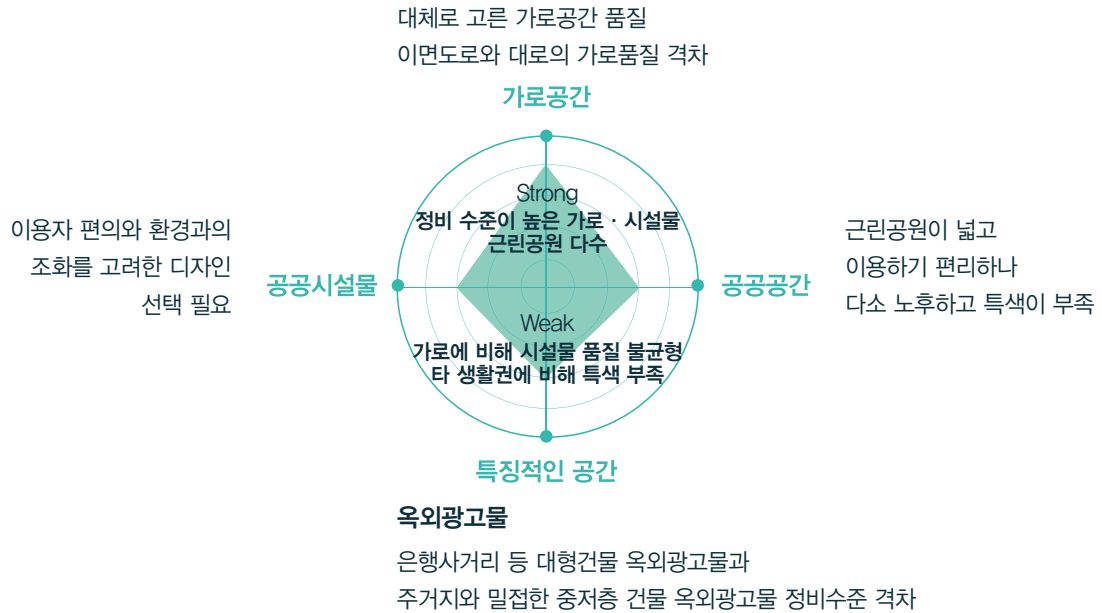 대체로 고른 가로공간 품질
이면도로와 대로의 가로품질 격차
가로공간
Strong
정비 수준이 높은 가로 · 시설물
근린공원 다수
이용자 편의와 환경과의
조화를 고려한 디자인
선택 필요
공공시설물
공공공간
근린공원이 넓고
이용하기 편리하나
다소 노후하고 특색이 부족
Weak
가로에 비해 시설물 품질 불균형
타 생활권에 비해 특색 부족
특징적인 공간
옥외광고물
은행사거리 등 대형건물 옥외광고물과
주거지와 밀접한 중저층 건물 옥외광고물 정비수준 격차